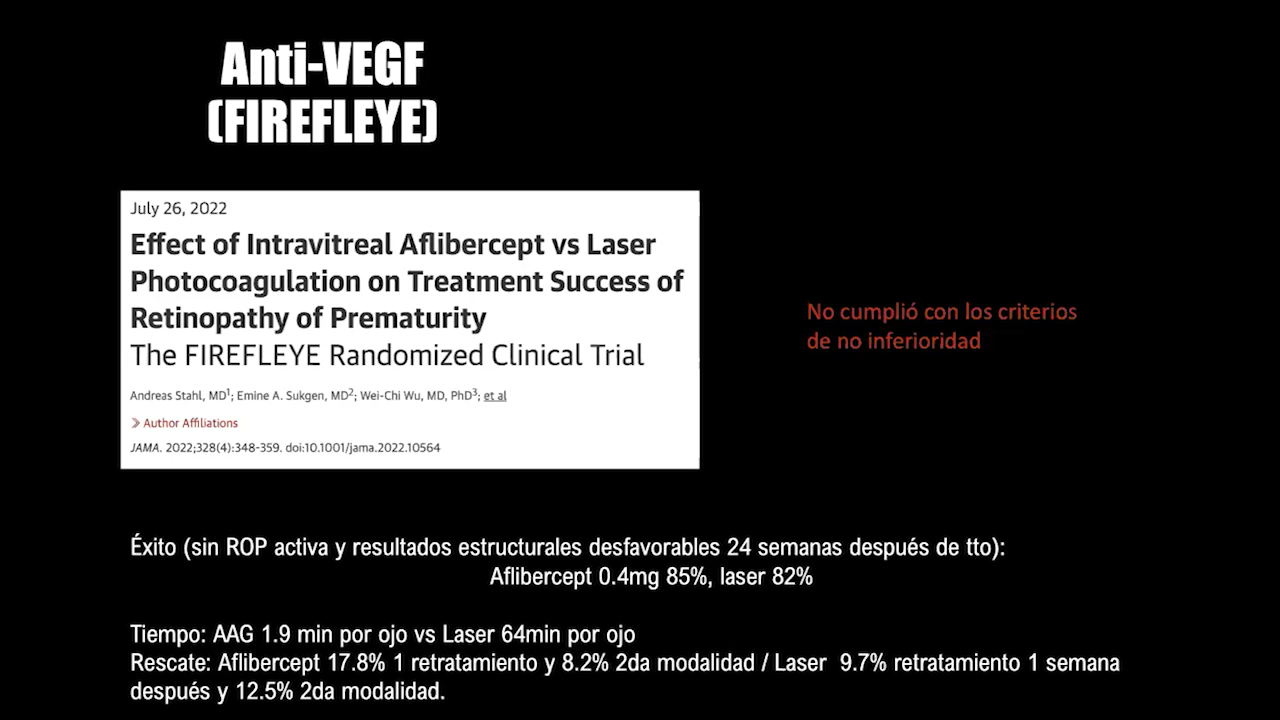 Anti-VEGF
(FIREFLEYE)
July 26, 2022
Effect of Intravitreal Aflibercept vs Laser
Photocoagulation on Treatment Success of
Retinopathy of Prematurity
The FIREFLEYE Randomized Clinical Trial
Andreas Stahl, MD1; Emine A. Sukgen, MD2; Wei-Chi Wu, MD, PhD3; et al
» Author Affiliations
JAMA. 2022;328(4):348-359. doi:10.1001/jama.2022.10564
No cumplió con los criterios
de no inferioridad
Éxito (sin ROP activa y resultados estructurales desfavorables 24 semanas después de tto):
Aflibercept 0.4mg 85%, laser 82%
Tiempo: AAG 1.9 min por ojo vs Laser 64min por ojo
Rescate: Aflibercept 17.8% 1 retratamiento y 8.2% 2da modalidad / Laser 9.7% retratamiento 1 semana
después y 12.5% 2da modalidad.